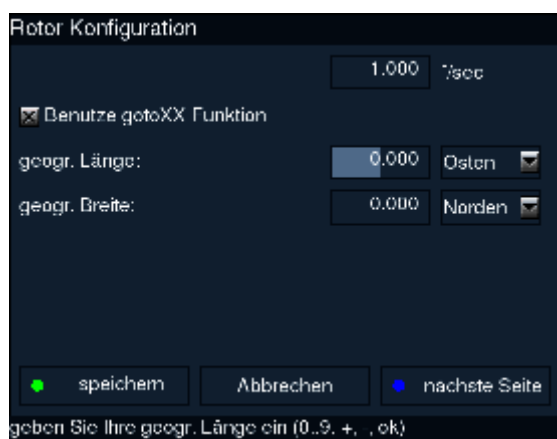 Rotor Konfiguration
1.000 °/sec
Benutze gotoXX Funktion
geogr. Länge: 0.000 Osten
geogr. Breite: 0.000 Norden
speichern Abbrechen nächste Seite
geben Sie Ihre geogr. Länge ein (0..9, +, -, ok)